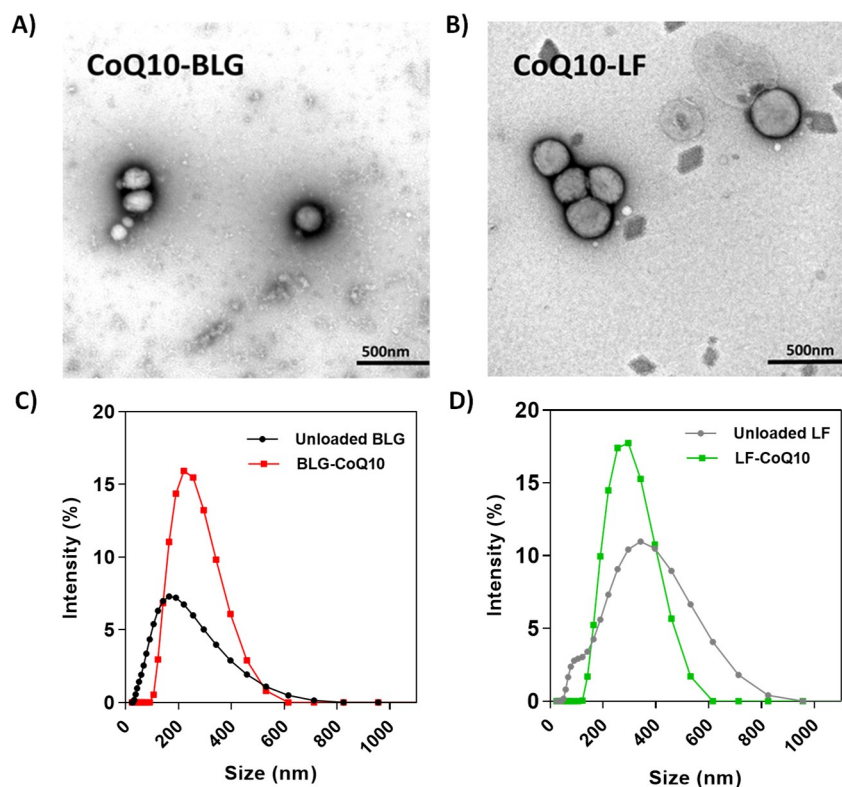 A)
CoQ10-BLG
500nm
B)
CoQ10-LF
500nm
C)
Unloaded BLG
BLG-CoQ10
Intensity (%)
20
15
10
5
0
0 200 400 600 800 1000
Size (nm)
D)
Unloaded LF
LF-CoQ10
Intensity (%)
20
15
10
5
0
0 200 400 600 800 1000
Size (nm)